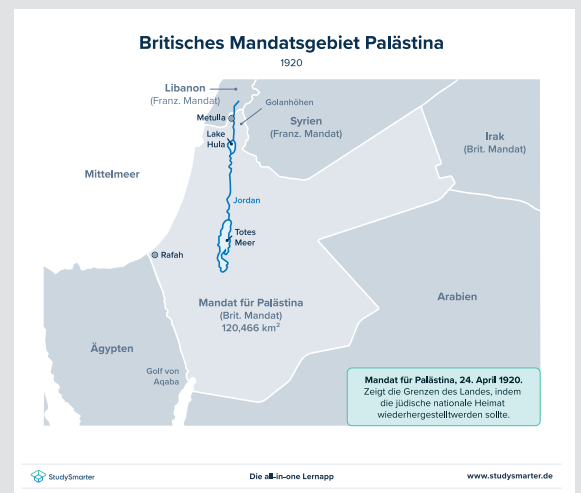 Britisches Mandatsgebiet Palästina
1920
Libanon
(Franz. Mandat)
Golanhöhen
Metulla
Syrien
(Franz. Mandat)
Lake
Hula
Irak
(Brit. Mandat)
Mittelmeer
Jordan
Totes
Meer
Rafah
Mandat für Palästina
(Brit. Mandat)
120,466 km²
Arabien
Ägypten
Golf von
Aqaba
Mandat für Palästina, 24. April 1920.
Zeigt die Grenzen des Landes, indem
die jüdische nationale Heimat
wiederhergestelltwerden sollte.
StudySmarter
Die all-in-one Lernapp
www.studysmarter.de